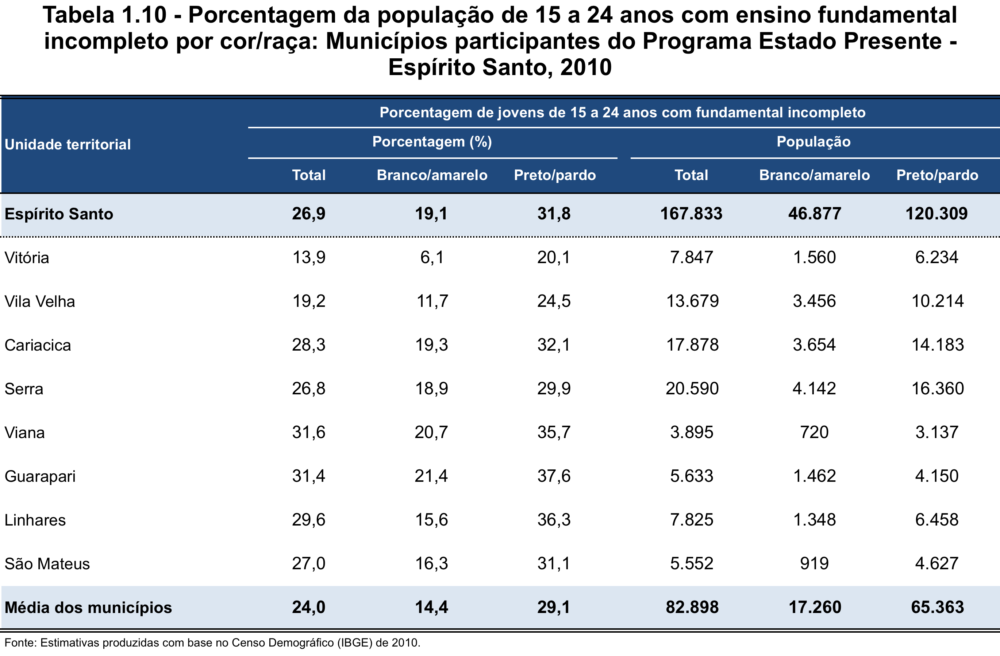 Tabela 1.10 - Porcentagem da população de 15 a 24 anos com ensino fundamental
incompleto por cor/raça: Municípios participantes do Programa Estado Presente -
Espírito Santo, 2010
Porcentagem de jovens de 15 a 24 anos com fundamental incompleto
Unidade territorial
Porcentagem (%) População
Total Branco/amarelo Preto/pardo Total Branco/amarelo Preto/pardo
Espírito Santo 26,9 19,1 31,8 167.833 46.877 120.309
Vitória 13,9 6,1 20,1 7.847 1.560 6.234
Vila Velha 19,2 11,7 24,5 13.679 3.456 10.214
Cariacica 28,3 19,3 32,1 17.878 3.654 14.183
Serra 26,8 18,9 29,9 20.590 4.142 16.360
Viana 31,6 20,7 35,7 3.895 720 3.137
Guarapari 31,4 21,4 37,6 5.633 1.462 4.150
Linhares 29,6 15,6 36,3 7.825 1.348 6.458
São Mateus 27,0 16,3 31,1 5.552 919 4.627
Média dos municípios 24,0 14,4 29,1 82.898 17.260 65.363
Fonte: Estimativas produzidas com base no Censo Demográfico (IBGE) de 2010.